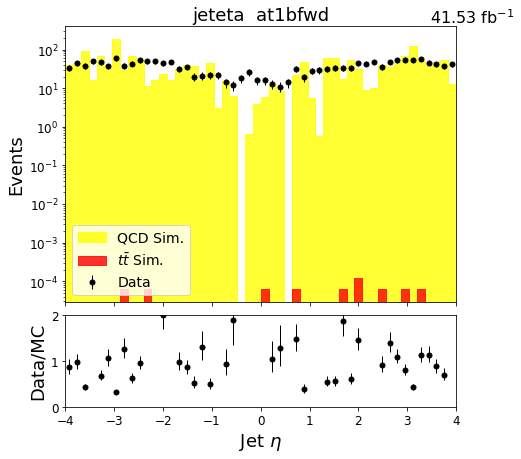 jeteta at1bfwd
41.53 fb⁻¹
Events
10²
10¹
10⁰
10⁻¹
10⁻²
10⁻³
10⁻⁴
QCD Sim.
tt̄ Sim.
Data
Data/MC
2
1
0
−4 −3 −2 −1 0 1 2 3 4
Jet η